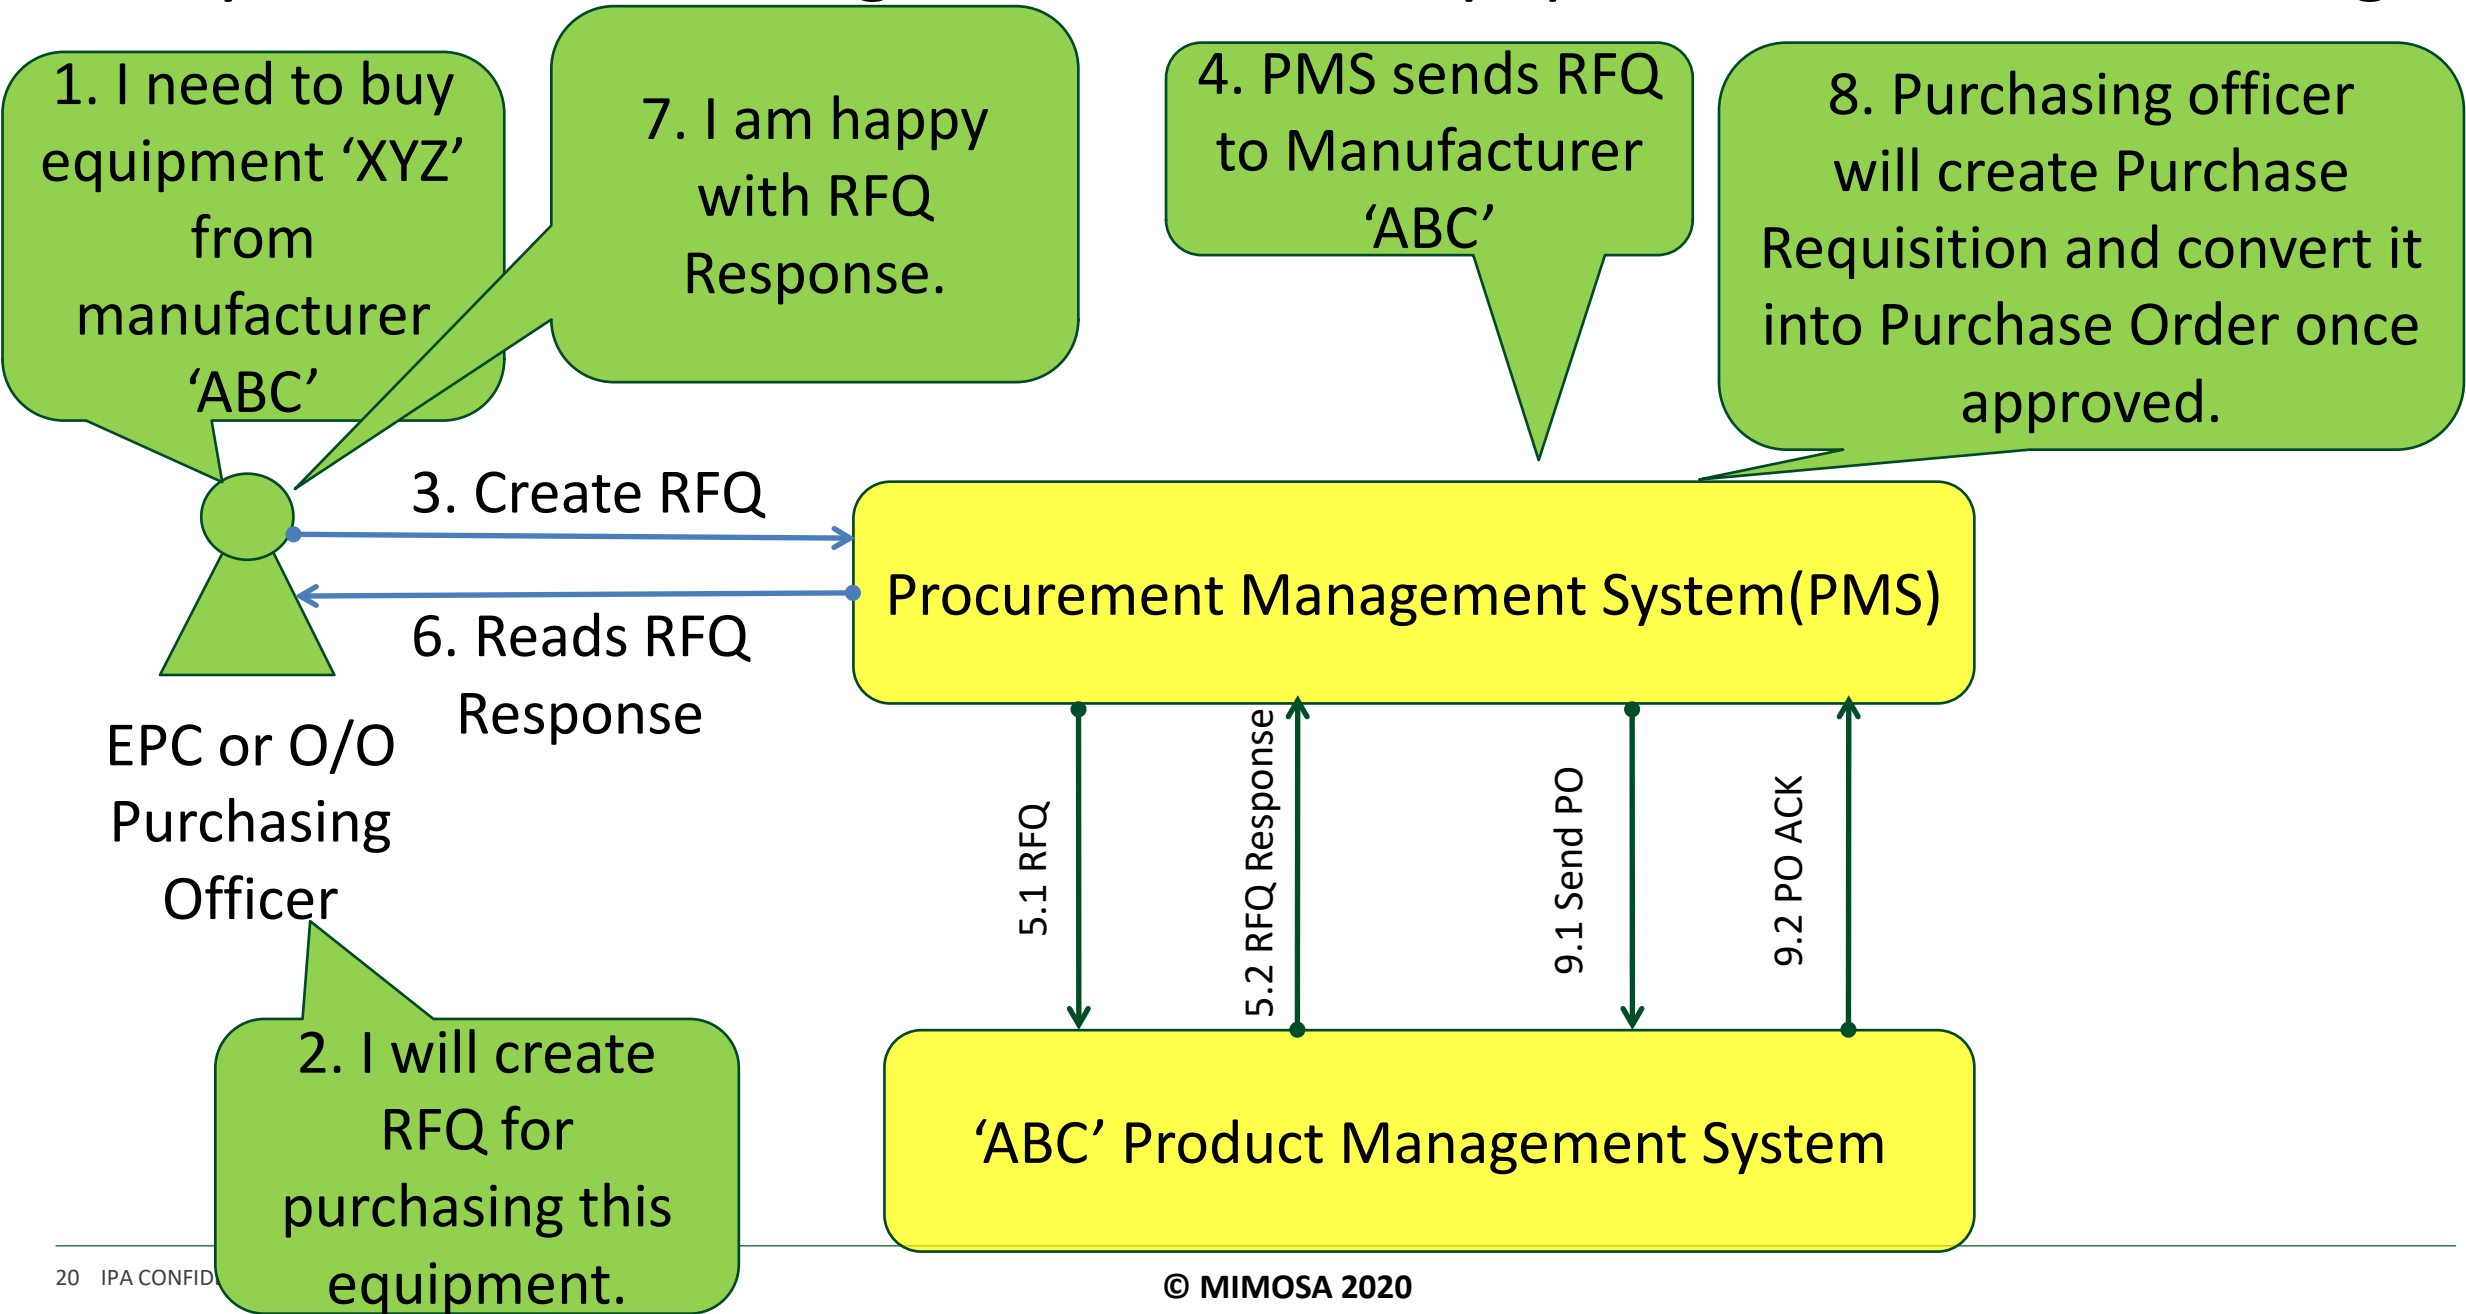 1. I need to buy
equipment ‘XYZ’
from
manufacturer
‘ABC’
7. I am happy
with RFQ
Response.
4. PMS sends RFQ
to Manufacturer
‘ABC’
8. Purchasing officer
will create Purchase
Requisition and convert it
into Purchase Order once
approved.
3. Create RFQ
6. Reads RFQ
Response
Procurement Management System(PMS)
EPC or O/O
Purchasing
Officer
5.1 RFQ
5.2 RFQ Response
9.1 Send PO
9.2 PO ACK
2. I will create
RFQ for
purchasing this
equipment.
‘ABC’ Product Management System
20 IPA
© MIMOSA 2020